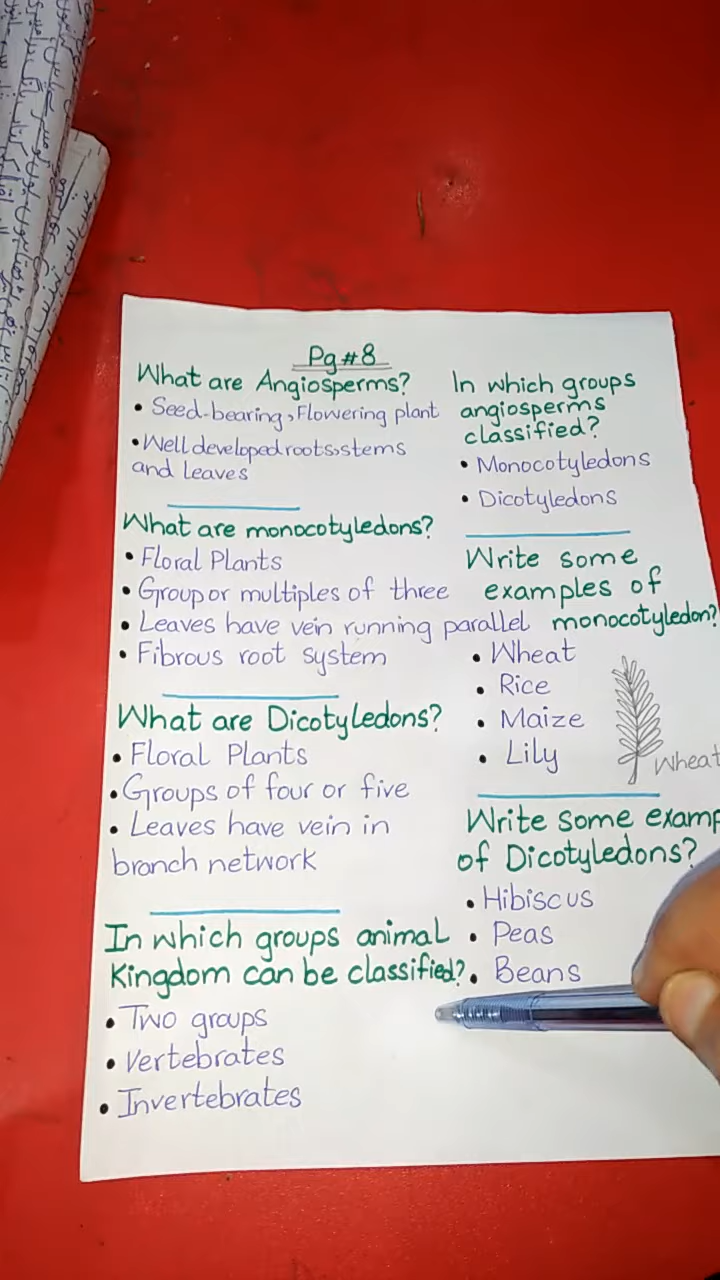 Pg#8
What are Angiosperms?
• Seed-bearing, Flowering plant
• Well developed roots, stems
and leaves
What are monocotyledons?
• Floral Plants
• Group or multiples of three
• Leaves have vein running parallel
• Fibrous root system
What are Dicotyledons?
• Floral Plants
• Groups of four or five
• Leaves have vein in
branch network
In which groups animal
Kingdom can be classified?
• Two groups
• Vertebrates
• Invertebrates
In which groups
angiosperms
classified?
• Monocotyledons
• Dicotyledons
Write some
examples of
monocotyledon?
• Wheat
• Rice
• Maize
• Lily
Wheat
Write some examp
of Dicotyledons?
• Hibiscus
• Peas
• Beans